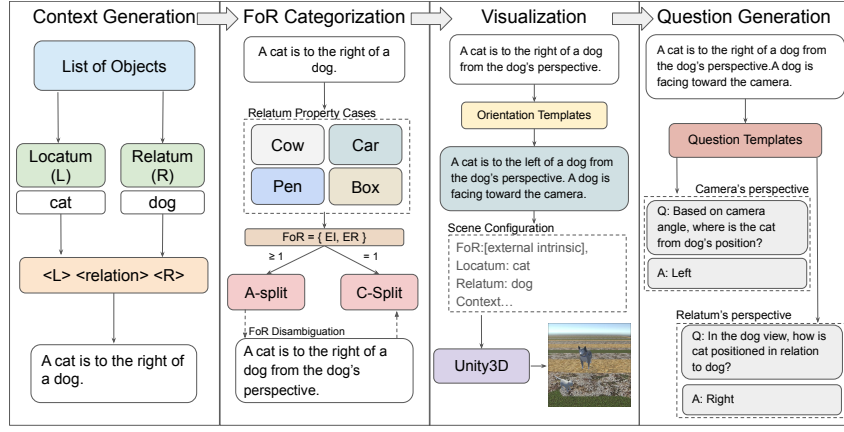 Context Generation
List of Objects
Locatum
(L)
Relatum
(R)
cat
dog
<L> <relation> <R>
A cat is to the right of
a dog.
FoR Categorization
A cat is to the right of a
dog.
Relatum Property Cases
Cow
Car
Pen
Box
FoR = { EI, ER }
≥ 1
= 1
A-split
C-Split
FoR Disambiguation
A cat is to the right of a
dog from the dog's
perspective.
Visualization
A cat is to the right of a dog
from the dog's perspective.
Orientation Templates
A cat is to the left of a dog from
the dog's perspective. A dog is
facing toward the camera.
Scene Configuration
FoR:[external intrinsic],
Locatum: cat
Relatum: dog
Context...
Unity3D
Question Generation
A cat is to the right of a dog from
the dog's perspective.A dog is
facing toward the camera.
Question Templates
Camera's perspective
Q: Based on camera
angle, where is the cat
from dog's position?
A: Left
Relatum's perspective
Q: In the dog view, how is
cat positioned in relation
to dog?
A: Right